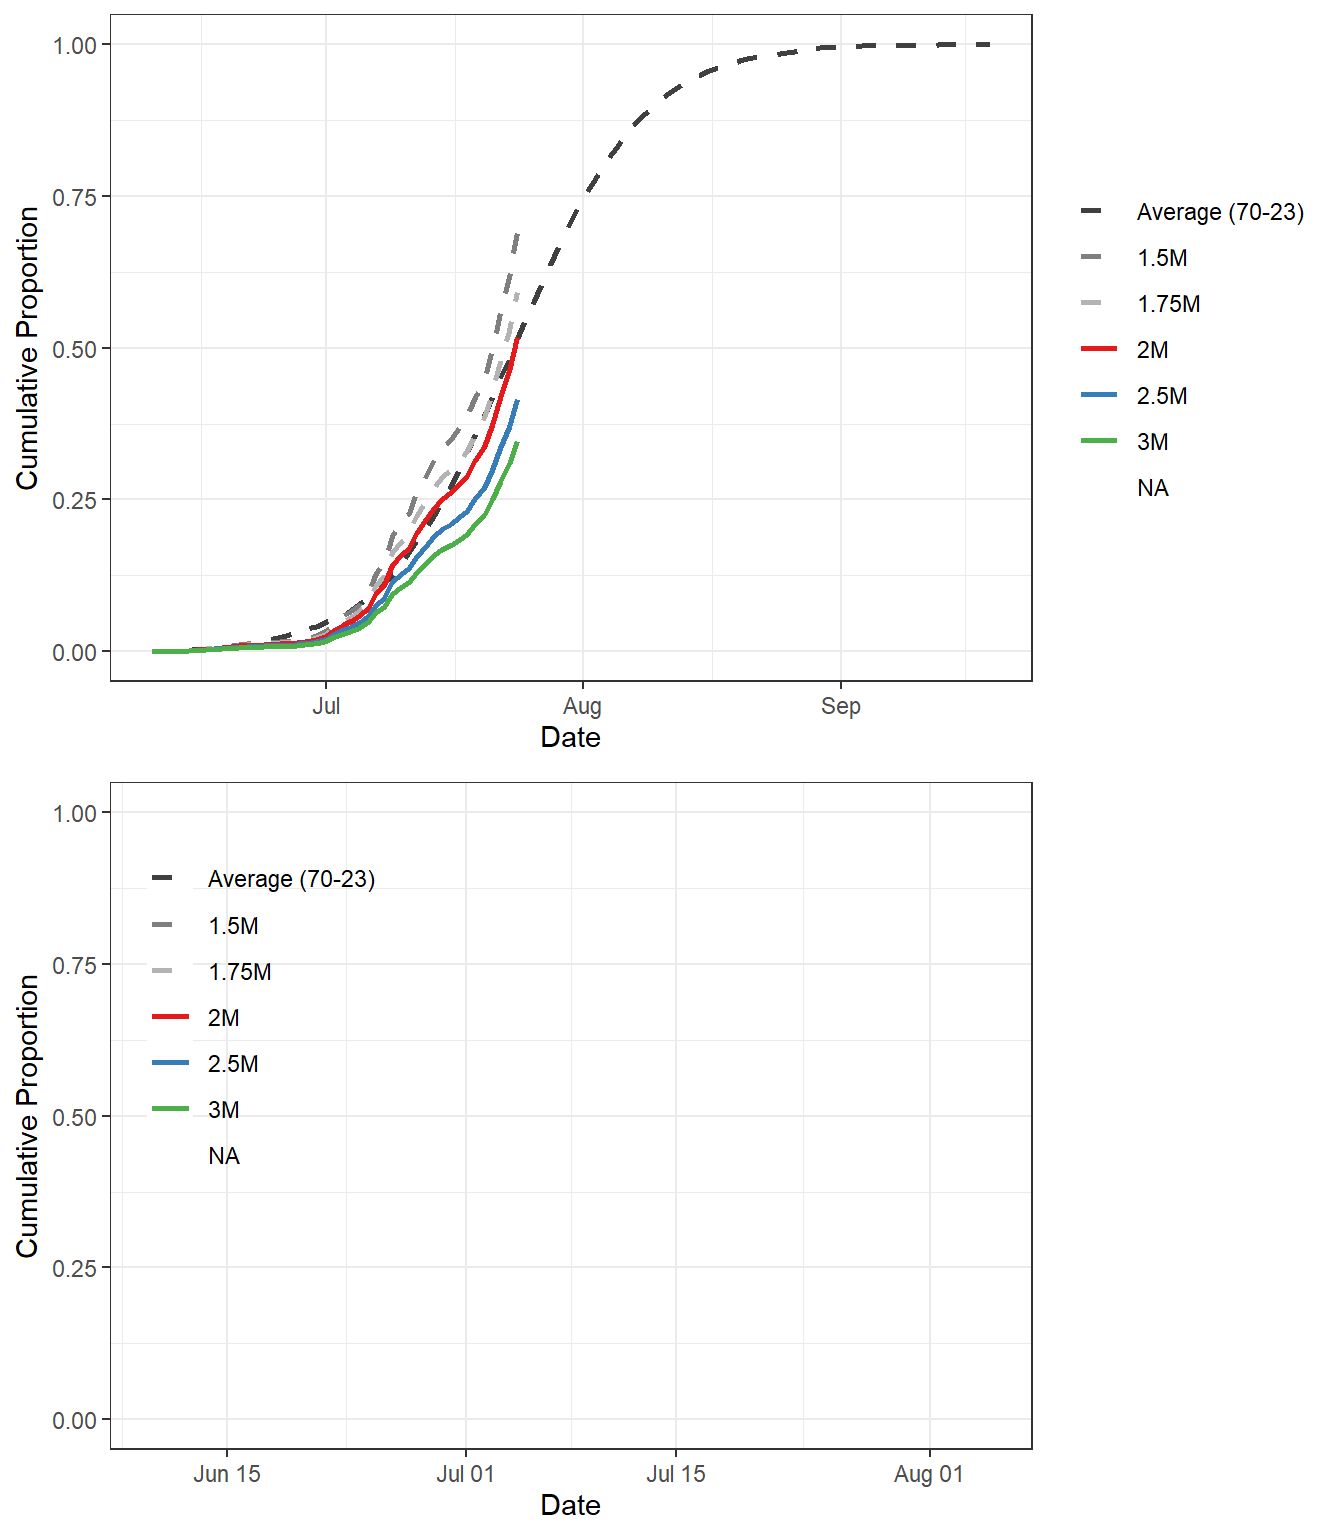 Cumulative Proportion
1.00
0.75
0.50
0.25
0.00
Jul
Aug
Sep
Date
Average (70-23)
1.5M
1.75M
2M
2.5M
3M
NA
Cumulative Proportion
1.00
0.75
0.50
0.25
0.00
Average (70-23)
1.5M
1.75M
2M
2.5M
3M
NA
Jun 15
Jul 01
Jul 15
Aug 01
Date